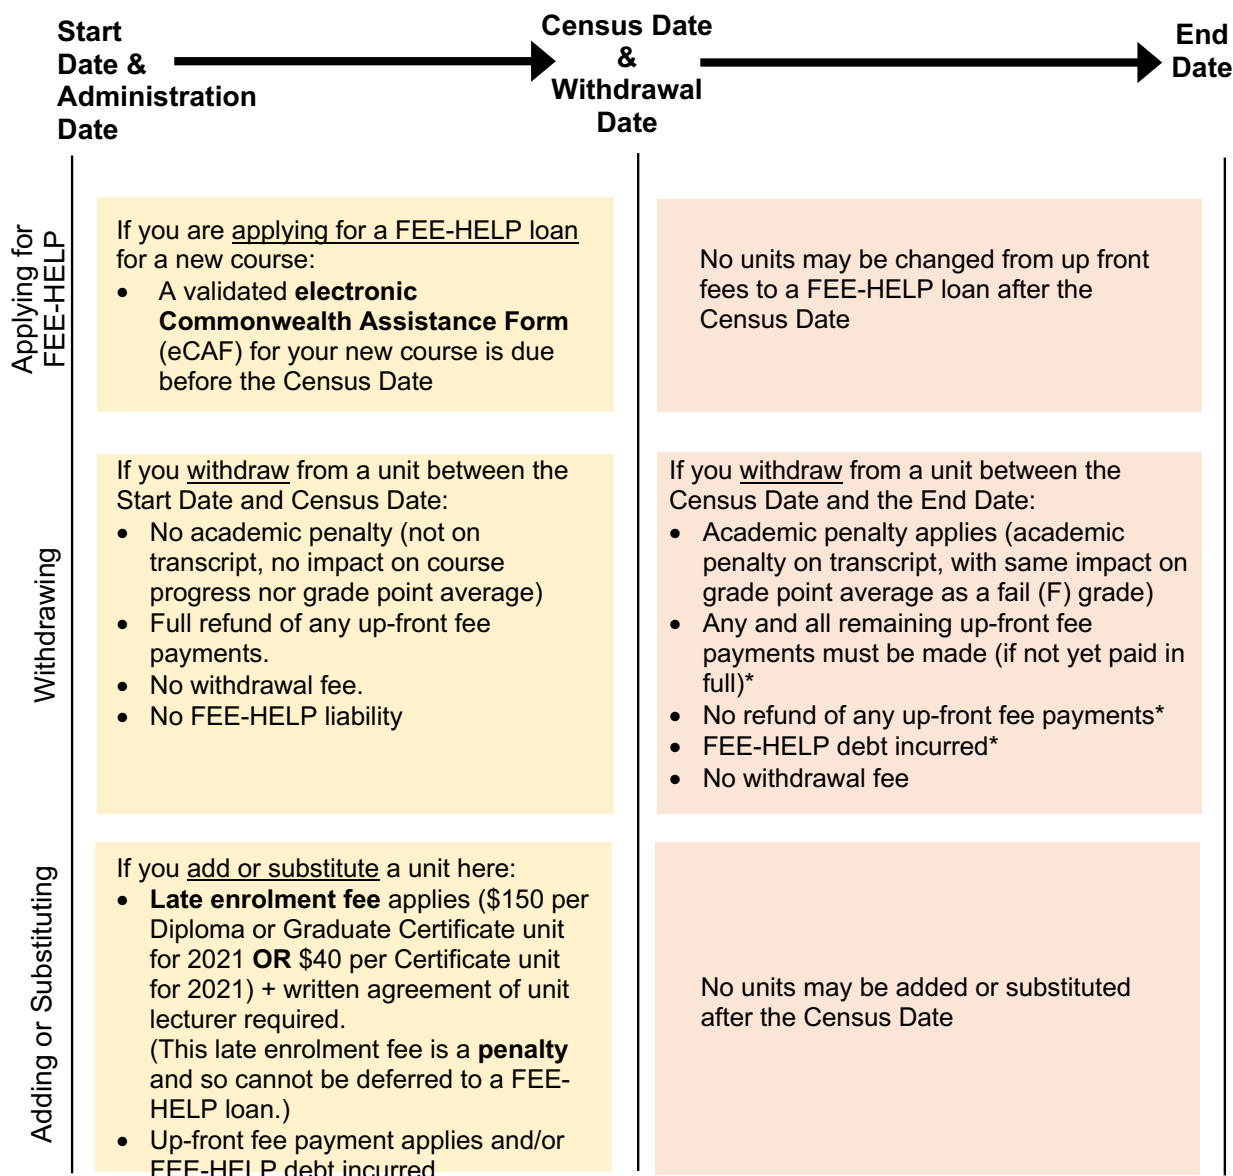 Start
Date &
Administration
Date
Census Date
&
Withdrawal
Date
End
Date
Applying for
FEE-HELP
If you are applying for a FEE-HELP loan
for a new course:
• A validated electronic
Commonwealth Assistance Form
(eCAF) for your new course is due
before the Census Date
No units may be changed from up front
fees to a FEE-HELP loan after the
Census Date
Withdrawing
If you withdraw from a unit between the
Start Date and Census Date:
• No academic penalty (not on
transcript, no impact on course
progress nor grade point average)
• Full refund of any up-front fee
payments.
• No withdrawal fee.
• No FEE-HELP liability
If you withdraw from a unit between the
Census Date and the End Date:
• Academic penalty applies (academic
penalty on transcript, with same impact on
grade point average as a fail (F) grade)
• Any and all remaining up-front fee
payments must be made (if not yet paid in
full)*
• No refund of any up-front fee payments*
• FEE-HELP debt incurred*
• No withdrawal fee
Adding or Substituting
If you add or substitute a unit here:
• Late enrolment fee applies ($150 per
Diploma or Graduate Certificate unit
for 2021 OR $40 per Certificate unit
for 2021) + written agreement of unit
lecturer required.
(This late enrolment fee is a penalty
and so cannot be deferred to a FEE-
HELP loan.)
• Up-front fee payment applies and/or
FEE-HELP debt incurred
No units may be added or substituted
after the Census Date